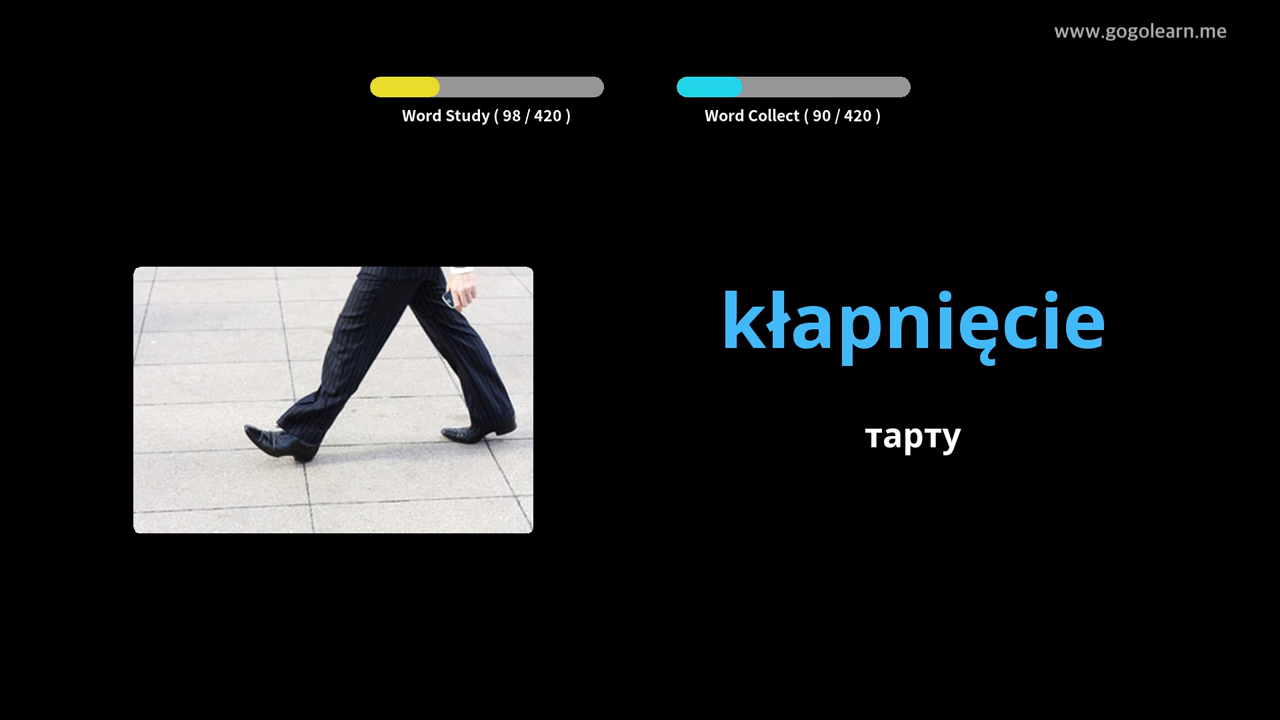 www.gogolearn.me
Word Study ( 98 / 420 )
Word Collect ( 90 / 420 )
kłapnięcie
тарту